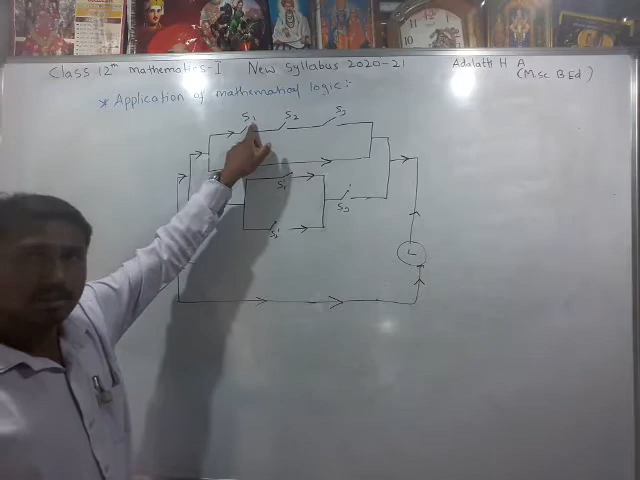 Class 12th mathematics-I New Syllabus 2020-21 Adalath H A
(M.sc B Ed)
* Application of mathematical logic:-
S1 S2 S3
S1'
S3
S2'
L